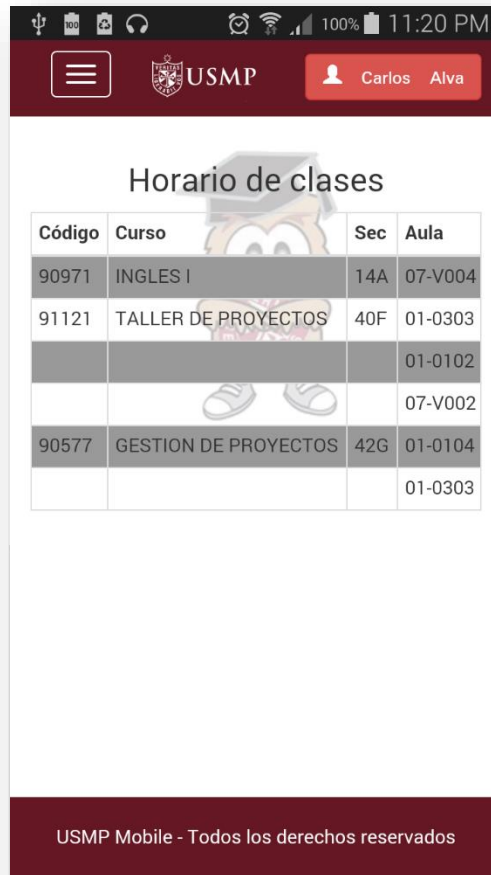 100 100% 11:20 PM
USMP Carlos Alva
Horario de clases
Código Curso Sec Aula
90971 INGLES I 14A 07-V004
91121 TALLER DE PROYECTOS 40F 01-0303
01-0102
07-V002
90577 GESTION DE PROYECTOS 42G 01-0104
01-0303
USMP Mobile - Todos los derechos reservados